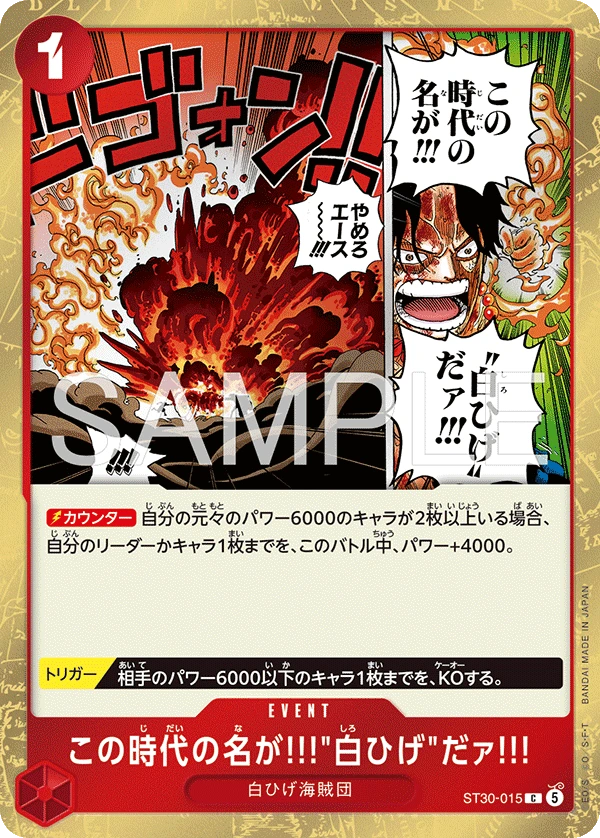 1
ドゴォン!!
この
時代の
名が!!!
やめろ
エース
〜〜!!!
"白ひげ"
だァ!!!
!!!
SAMPLE
カウンター 自分の元々のパワー6000のキャラが2枚以上いる場合、
自分のリーダーかキャラ1枚までを、このバトル中、パワー+4000。
トリガー 相手のパワー6000以下のキャラ1枚までを、KOする。
EVENT
この時代の名が!!!"白ひげ"だァ!!!
白ひげ海賊団
ST30-015 C 5
©O, S-F-T BANDAI MADE IN JAPAN